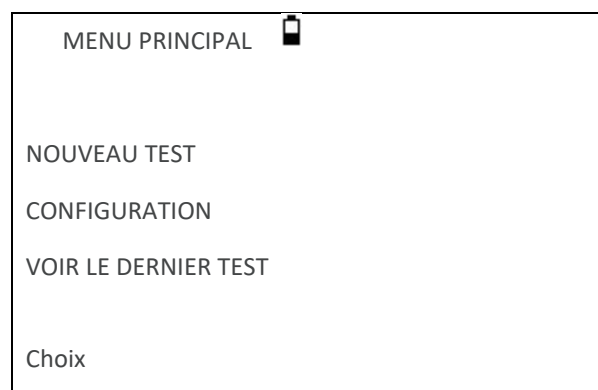 MENU PRINCIPAL
NOUVEAU TEST
CONFIGURATION
VOIR LE DERNIER TEST
Choix